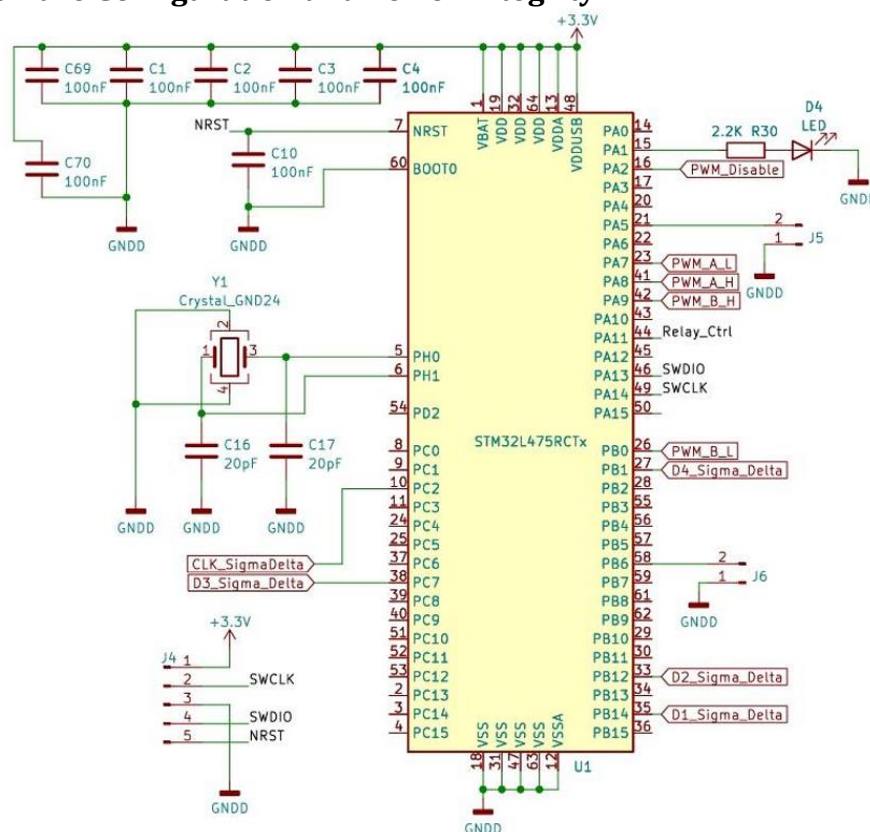 Configuration and Integrity
+3.3V
C69 C1 C2 C3 C4
100nF 100nF 100nF 100nF 100nF
C70
100nF
GNDD
NRST
C10
100nF
GNDD
Y1
Crystal_GND24
2
1 3
4
C16 C17
20pF 20pF
GNDD GNDD GNDD
CLK_SigmaDelta
D3_Sigma_Delta
+3.3V
J4
1
2 SWCLK
3
4 SWDIO
5 NRST
GNDD
1 VBAT
19 VDD
32 VDD
64 VDD
13 VDDA
48 VDDUSB
7 NRST
60 BOOT0
5 PH0
6 PH1
54 PD2
8 PC0
9 PC1
10 PC2
11 PC3
24 PC4
25 PC5
37 PC6
38 PC7
39 PC8
40 PC9
51 PC10
52 PC11
53 PC12
2 PC13
3 PC14
4 PC15
STM32L475RCTx
PA0 14
PA1 15
PA2 16 PWM_Disable
PA3 17
PA4 20
PA5 21
PA6 22
PA7 23 PWM_A_L
PA8 41 PWM_A_H
PA9 42 PWM_B_H
PA10 43
PA11 44 Relay_Ctrl
PA12 45
PA13 46 SWDIO
PA14 49 SWCLK
PA15 50
PB0 26 PWM_B_L
PB1 27 D4_Sigma_Delta
PB2 28
PB3 55
PB4 56
PB5 57
PB6 58
PB7 59
PB8 61
PB9 62
PB10 29
PB11 30
PB12 33 D2_Sigma_Delta
PB13 34
PB14 35 D1_Sigma_Delta
PB15 36
VSS 18
VSS 31
VSS 47
VSS 63
VSSA 12
U1
GNDD
2.2K R30
D4
LED
2
1
J5
GNDD
2
1
J6
GNDD